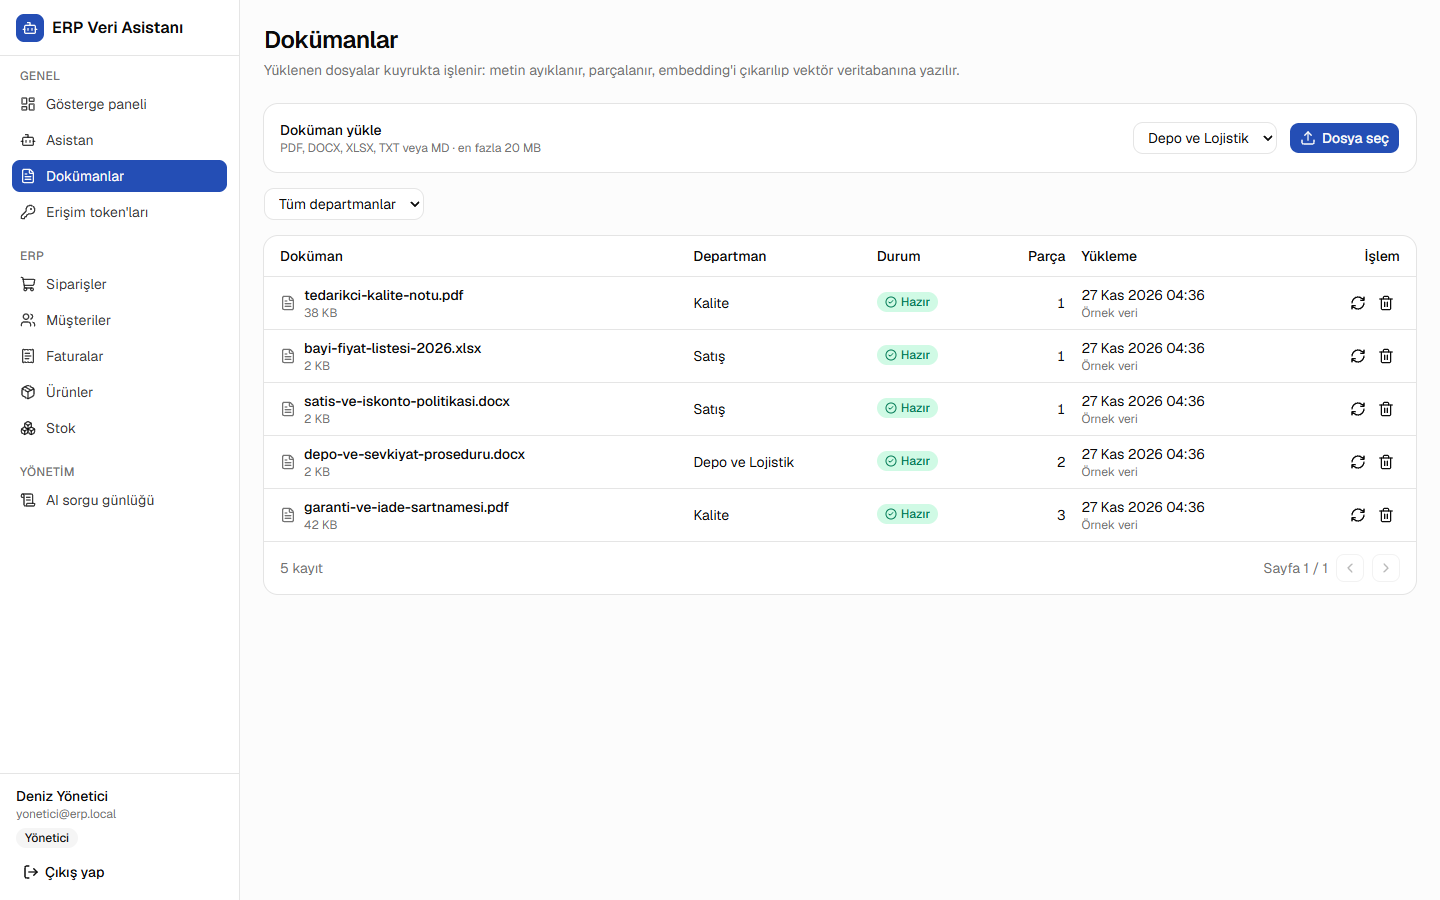 ERP Veri Asistanı
GENEL
Gösterge paneli
Asistan
Dokümanlar
Erişim token'ları
ERP
Siparişler
Müşteriler
Faturalar
Ürünler
Stok
YÖNETİM
AI sorgu günlüğü
Deniz Yönetici
yonetici@erp.local
Yönetici
Çıkış yap
Dokümanlar
Yüklenen dosyalar kuyrukta işlenir: metin ayıklanır, parçalanır, embedding'i çıkarılıp vektör veritabanına yazılır.
Doküman yükle
PDF, DOCX, XLSX, TXT veya MD · en fazla 20 MB
Depo ve Lojistik
Dosya seç
Tüm departmanlar
Doküman Departman Durum Parça Yükleme İşlem
tedarikci-kalite-notu.pdf Kalite Hazır 1 27 Kas 2026 04:36
38 KB Örnek veri
bayi-fiyat-listesi-2026.xlsx Satış Hazır 1 27 Kas 2026 04:36
2 KB Örnek veri
satis-ve-iskonto-politikasi.docx Satış Hazır 1 27 Kas 2026 04:36
2 KB Örnek veri
depo-ve-sevkiyat-proseduru.docx Depo ve Lojistik Hazır 2 27 Kas 2026 04:36
2 KB Örnek veri
garanti-ve-iade-sartnamesi.pdf Kalite Hazır 3 27 Kas 2026 04:36
42 KB Örnek veri
5 kayıt Sayfa 1 / 1